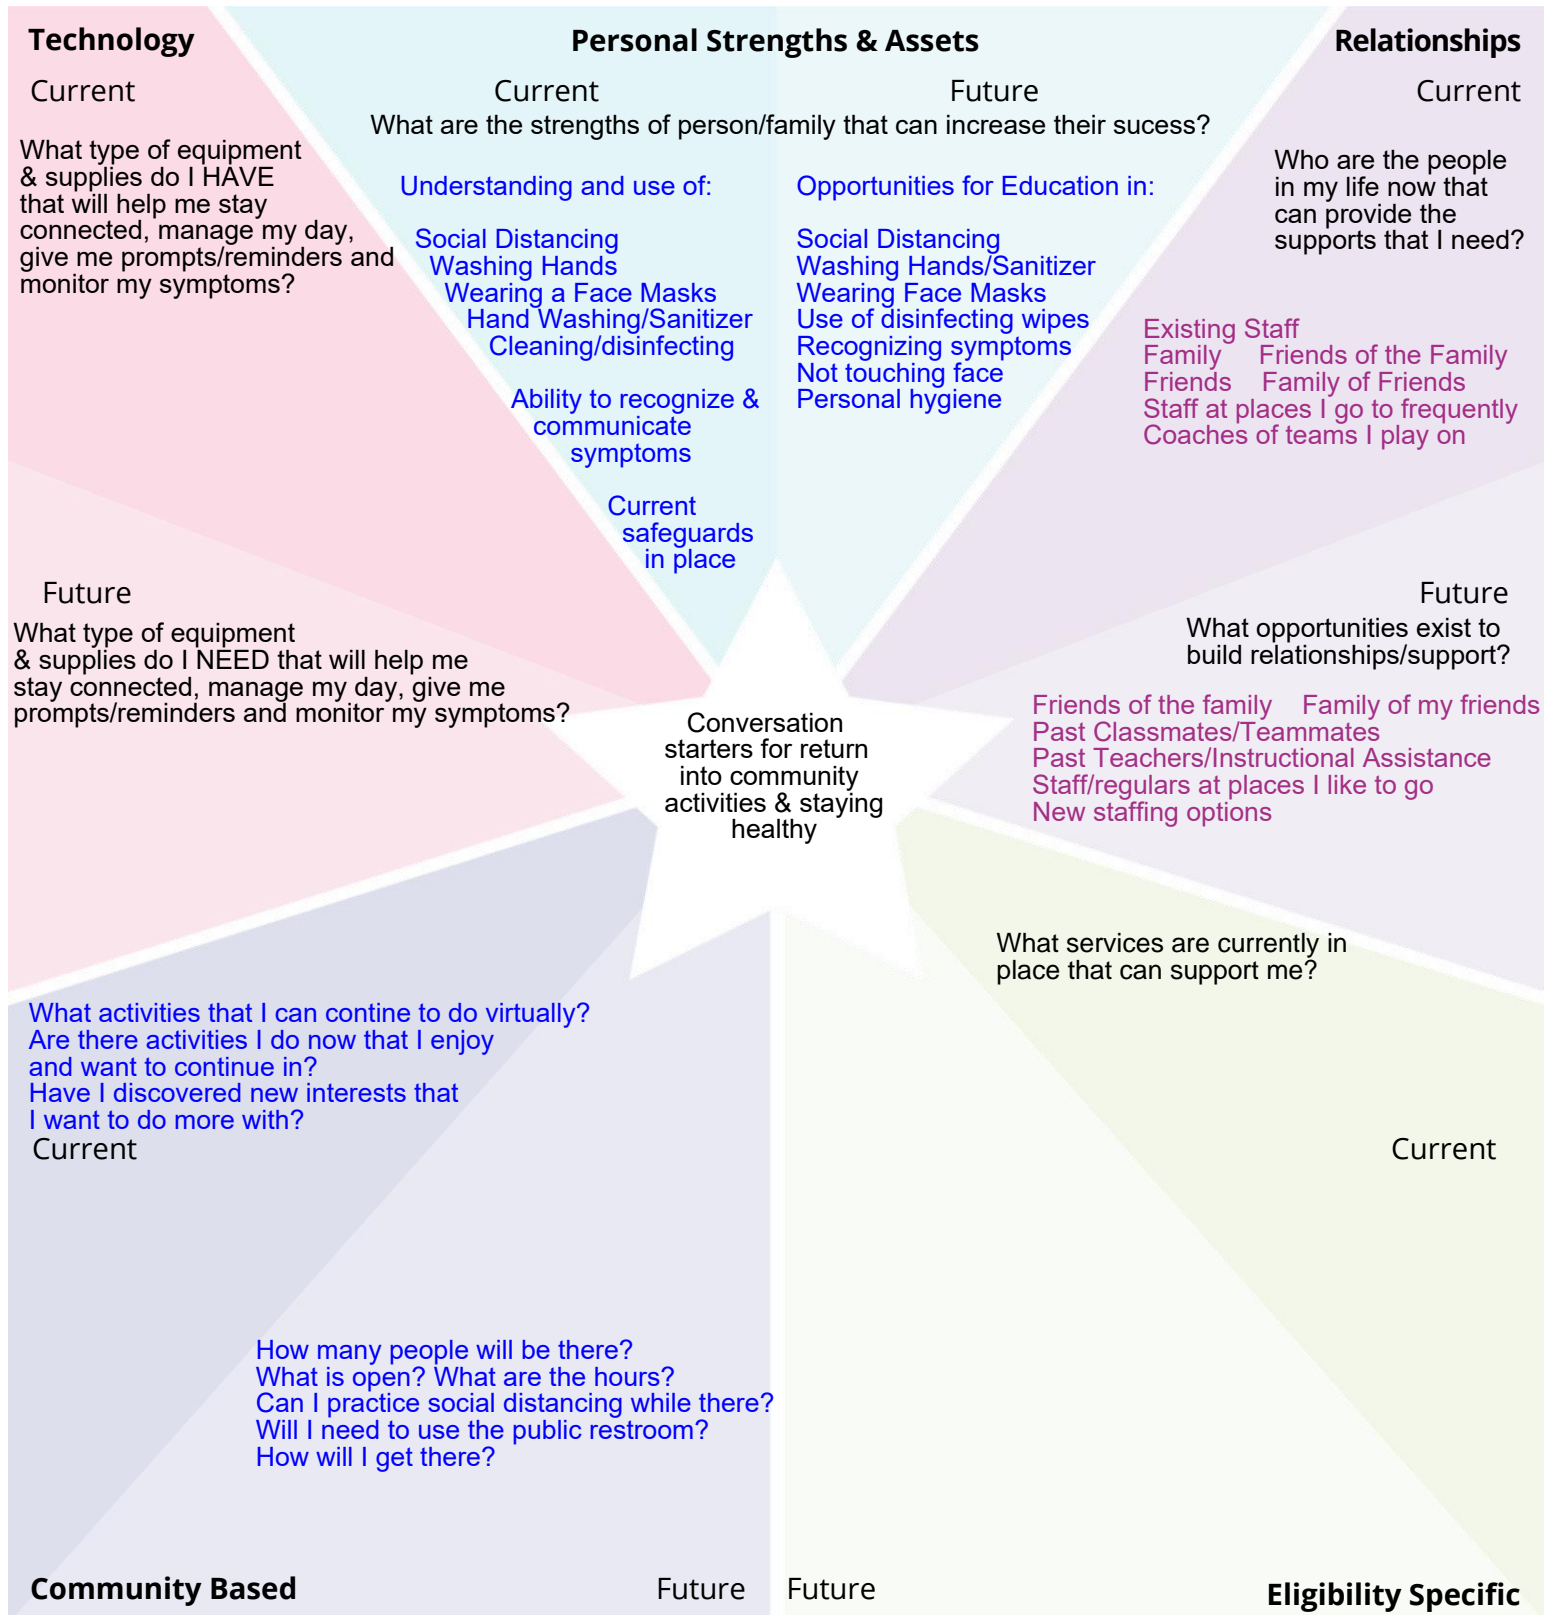 Technology
Current
What type of equipment
& supplies do I HAVE
that will help me stay
connected, manage my day,
give me prompts/reminders and
monitor my symptoms?
Future
What type of equipment
& supplies do I NEED that will help me
stay connected, manage my day, give me
prompts/reminders and monitor my symptoms?
Personal Strengths & Assets
Current
Future
What are the strengths of person/family that can increase their sucess?
Understanding and use of:
Social Distancing
Washing Hands
Wearing a Face Masks
Hand Washing/Sanitizer
Cleaning/disinfecting
Ability to recognize &
communicate
symptoms
Current
safeguards
in place
Opportunities for Education in:
Social Distancing
Washing Hands/Sanitizer
Wearing Face Masks
Use of disinfecting wipes
Recognizing symptoms
Not touching face
Personal hygiene
Relationships
Current
Who are the people
in my life now that
can provide the
supports that I need?
Existing Staff
Family Friends of the Family
Friends Family of Friends
Staff at places I go to frequently
Coaches of teams I play on
Future
What opportunities exist to
build relationships/support?
Friends of the family Family of my friends
Past Classmates/Teammates
Past Teachers/Instructional Assistance
Staff/regulars at places I like to go
New staffing options
Conversation
starters for return
into community
activities & staying
healthy
What activities that I can contine to do virtually?
Are there activities I do now that I enjoy
and want to continue in?
Have I discovered new interests that
I want to do more with?
Current
How many people will be there?
What is open? What are the hours?
Can I practice social distancing while there?
Will I need to use the public restroom?
How will I get there?
Community Based
Future
What services are currently in
place that can support me?
Current
Future
Eligibility Specific